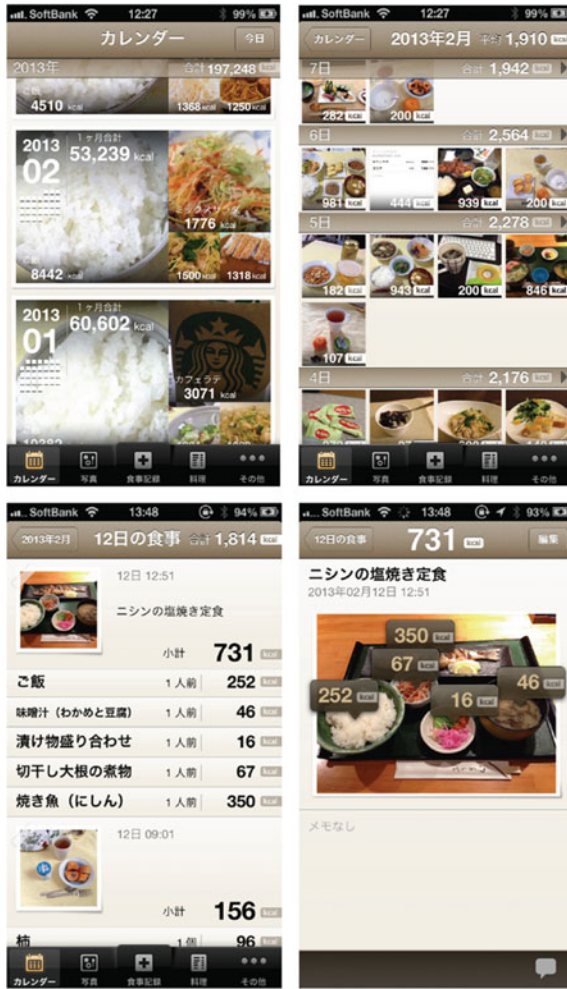 SoftBank 12:27 99%
カレンダー 今日
2013年 合計 197,248 kcal
ご飯
4510 kcal 1368 kcal 1250 kcal
2013 1ヶ月合計
02 53,239 kcal
1776 kcal
ご飯
8442 kcal 1500 kcal 1318 kcal
2013 1ヶ月合計
01 60,602 kcal
カフェラテ
3071 kcal
カレンダー 写真 食事記録 料理 その他
SoftBank 12:27 99%
カレンダー 2013年2月 平均 1,910 kcal
7日 合計 1,942 kcal
282 kcal 200 kcal
6日 合計 2,564 kcal
981 kcal 444 kcal 939 kcal 200 kcal
5日 合計 2,278 kcal
182 kcal 943 kcal 200 kcal 846 kcal
107 kcal
4日 合計 2,176 kcal
カレンダー 写真 食事記録 料理 その他
SoftBank 13:48 94%
2013年2月 12日の食事 合計 1,814 kcal
12日 12:51
ニシンの塩焼き定食
小計 731 kcal
ご飯 1人前 252 kcal
味噌汁（わかめと豆腐） 1人前 46 kcal
漬け物盛り合わせ 1人前 16 kcal
切干し大根の煮物 1人前 67 kcal
焼き魚（にしん） 1人前 350 kcal
12日 09:01
小計 156 kcal
柿 1個 96 kcal
カレンダー 写真 食事記録 料理 その他
SoftBank 13:48 93%
12日の食事 731 kcal 編集
ニシンの塩焼き定食
2013年02月12日 12:51
350 kcal
67 kcal
46 kcal
252 kcal
16 kcal
メモなし